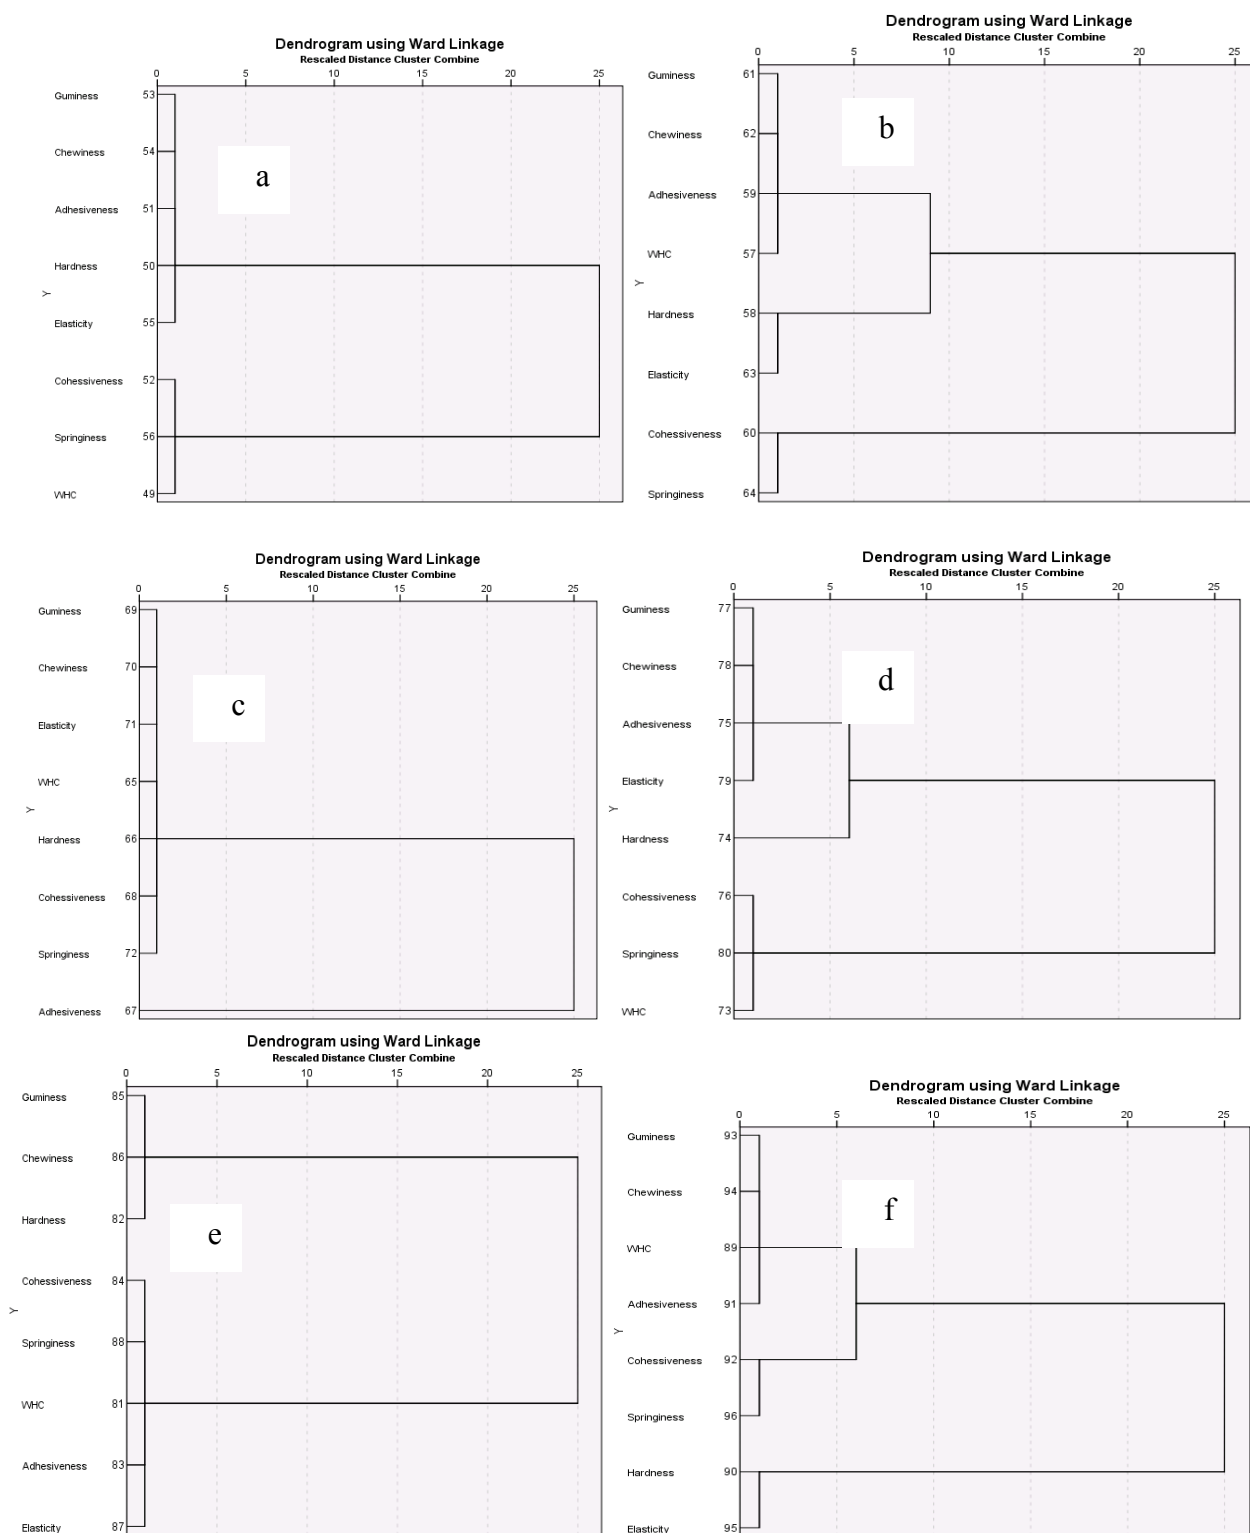 Dendrogram using Ward Linkage
Rescaled Distance Cluster Combine
0 5 10 15 20 25
Guminess 53
Chewiness 54
a
Adhesiveness 51
Hardness 50
Y
Elasticity 55
Cohessiveness 52
Springiness 56
WHC 49
Dendrogram using Ward Linkage
Rescaled Distance Cluster Combine
0 5 10 15 20 25
Guminess 61
b
Chewiness 62
Adhesiveness 59
WHC 57
Y
Hardness 58
Elasticity 63
Cohessiveness 60
Springiness 64
Dendrogram using Ward Linkage
Rescaled Distance Cluster Combine
0 5 10 15 20 25
Guminess 69
Chewiness 70
c
Elasticity 71
WHC 65
Y
Hardness 66
Cohessiveness 68
Springiness 72
Adhesiveness 67
Dendrogram using Ward Linkage
Rescaled Distance Cluster Combine
0 5 10 15 20 25
Guminess 77
Chewiness 78
d
Adhesiveness 75
Elasticity 79
Y
Hardness 74
Cohessiveness 76
Springiness 80
WHC 73
Dendrogram using Ward Linkage
Rescaled Distance Cluster Combine
0 5 10 15 20 25
Guminess 85
Chewiness 86
Hardness 82
e
Cohessiveness 84
Y
Springiness 88
WHC 81
Adhesiveness 83
Elasticity 87
Dendrogram using Ward Linkage
Rescaled Distance Cluster Combine
0 5 10 15 20 25
Guminess 93
Chewiness 94
f
WHC 89
Adhesiveness 91
Y
Cohessiveness 92
Springiness 96
Hardness 90
Elasticity 95